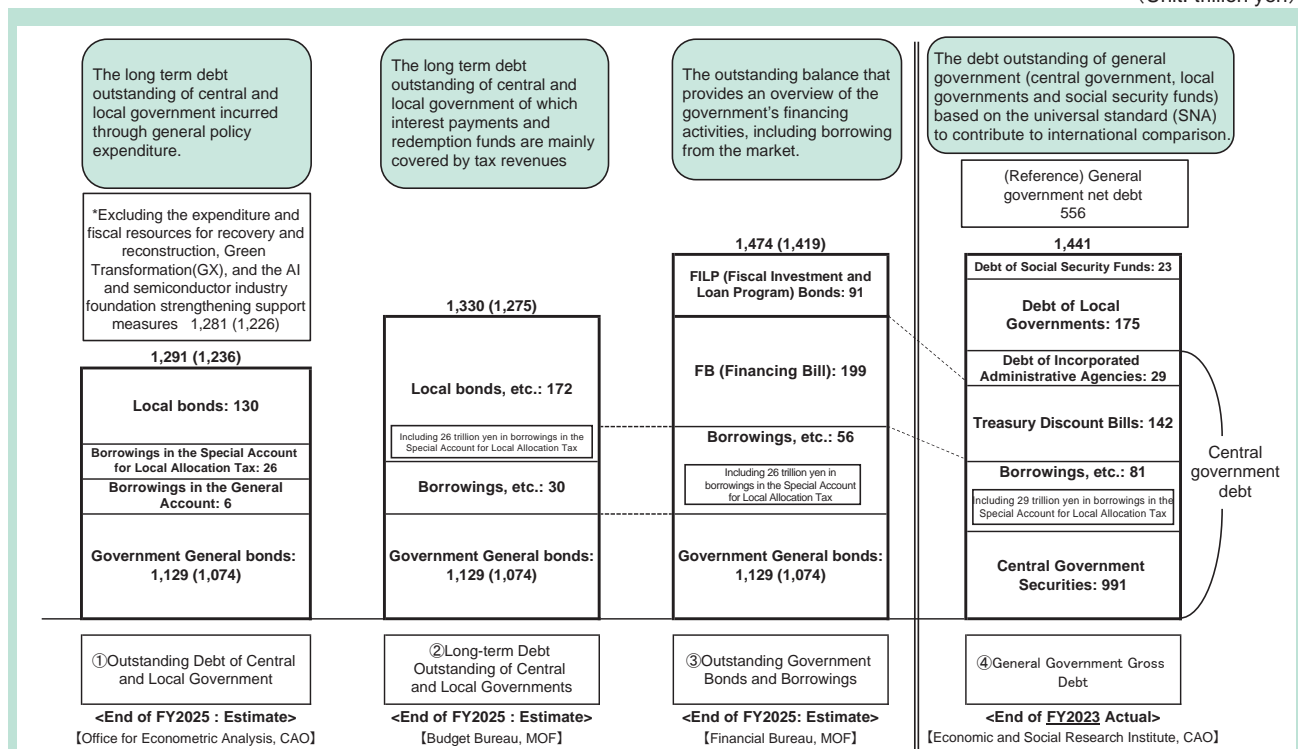 (Unit: trillion yen)
The long term debt
outstanding of central and
local government incurred
through general policy
expenditure.
*Excluding the expenditure and
fiscal resources for recovery and
reconstruction, Green
Transformation(GX), and the AI
and semiconductor industry
foundation strengthening support
measures 1,281 (1,226)
1,291 (1,236)
Local bonds: 130
Borrowings in the Special Account
for Local Allocation Tax: 26
Borrowings in the General
Account: 6
Government General bonds:
1,129 (1,074)
①Outstanding Debt of Central
and Local Government
<End of FY2025 : Estimate>
【Office for Econometric Analysis, CAO】
The long term debt
outstanding of central and
local government of which
interest payments and
redemption funds are mainly
covered by tax revenues
1,330 (1,275)
Local bonds, etc.: 172
Including 26 trillion yen in borrowings in the
Special Account for Local Allocation Tax
Borrowings, etc.: 30
Government General bonds:
1,129 (1,074)
②Long-term Debt
Outstanding of Central
and Local Governments
<End of FY2025 : Estimate>
【Budget Bureau, MOF】
The outstanding balance that
provides an overview of the
government's financing
activities, including borrowing
from the market.
1,474 (1,419)
FILP (Fiscal Investment and
Loan Program) Bonds: 91
FB (Financing Bill): 199
Borrowings, etc.: 56
Including 26 trillion yen in
borrowings in the Special Account
for Local Allocation Tax
Government General bonds:
1,129 (1,074)
③Outstanding Government
Bonds and Borrowings
<End of FY2025: Estimate>
【Financial Bureau, MOF】
The debt outstanding of general
government (central government, local
governments and social security funds)
based on the universal standard (SNA)
to contribute to international comparison.
(Reference) General
government net debt
556
1,441
Debt of Social Security Funds: 23
Debt of Local
Governments: 175
Debt of Incorporated
Administrative Agencies: 29
Treasury Discount Bills: 142
Borrowings, etc.: 81
Including 29 trillion yen in borrowings in the
Special Account for Local Allocation Tax
Central Government
Securities: 991
Central
government
debt
④General Government Gross
Debt
<End of FY2023 Actual>
【Economic and Social Research Institute, CAO】